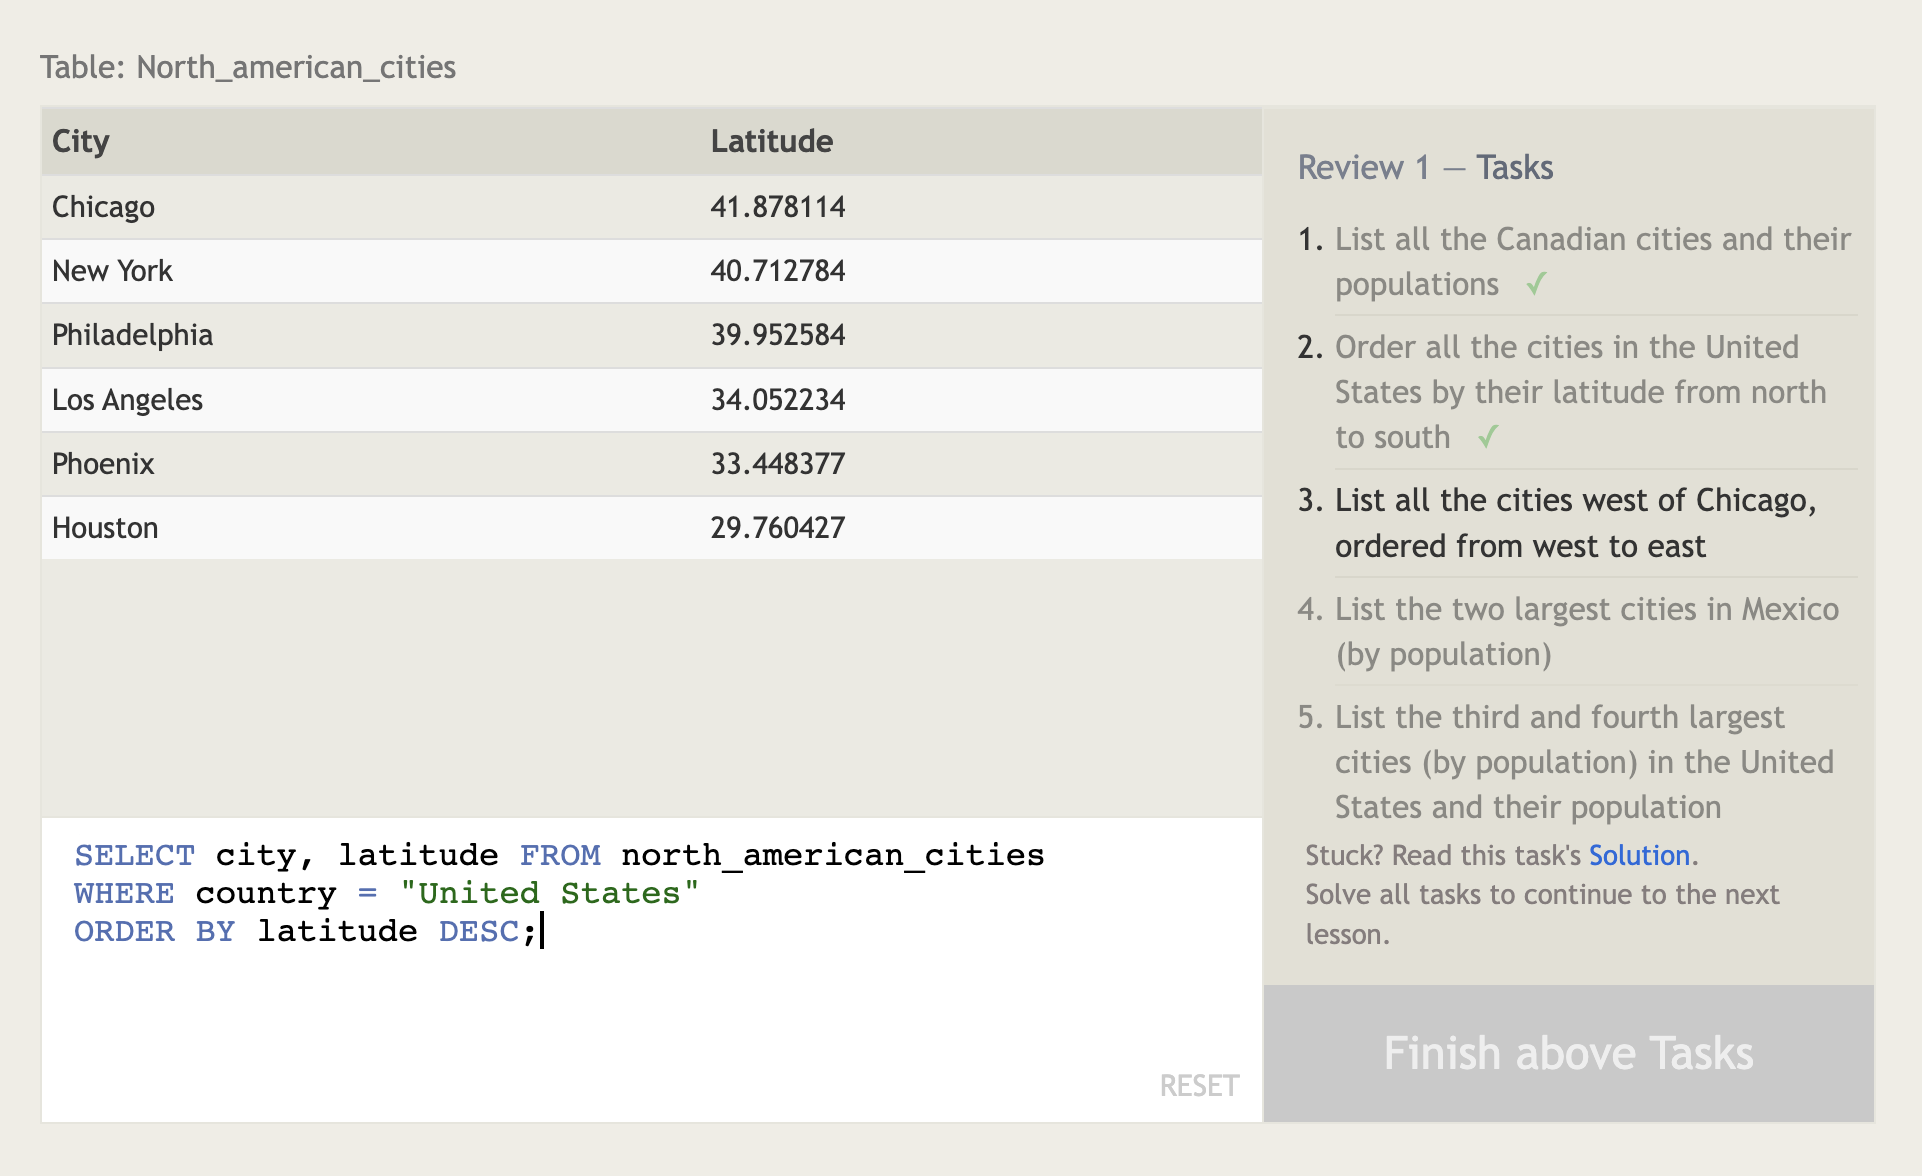 Table: North_american_cities
City Latitude
Chicago 41.878114
New York 40.712784
Philadelphia 39.952584
Los Angeles 34.052234
Phoenix 33.448377
Houston 29.760427
SELECT city, latitude FROM north_american_cities
WHERE country = "United States"
ORDER BY latitude DESC;
RESET
Review 1 — Tasks
1. List all the Canadian cities and their
populations ✓
2. Order all the cities in the United
States by their latitude from north
to south ✓
3. List all the cities west of Chicago,
ordered from west to east
4. List the two largest cities in Mexico
(by population)
5. List the third and fourth largest
cities (by population) in the United
States and their population
Stuck? Read this task's Solution.
Solve all tasks to continue to the next
lesson.
Finish above Tasks